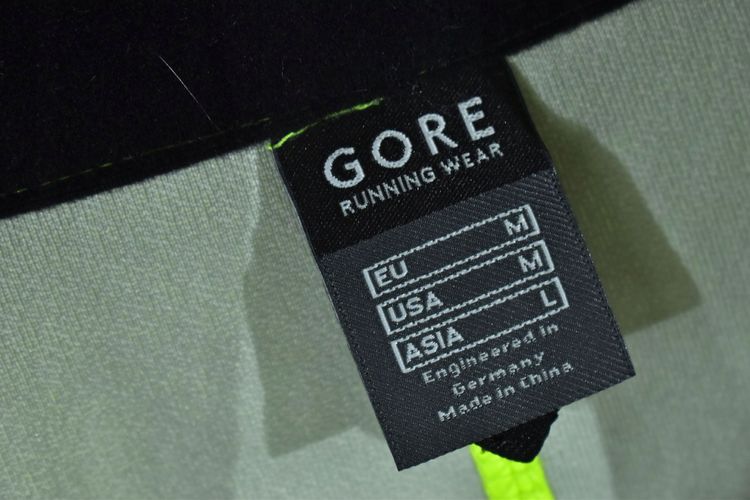 GORE
RUNNING WEAR
EU M
USA M
ASIA L
Engineered in
Germany
Made in China